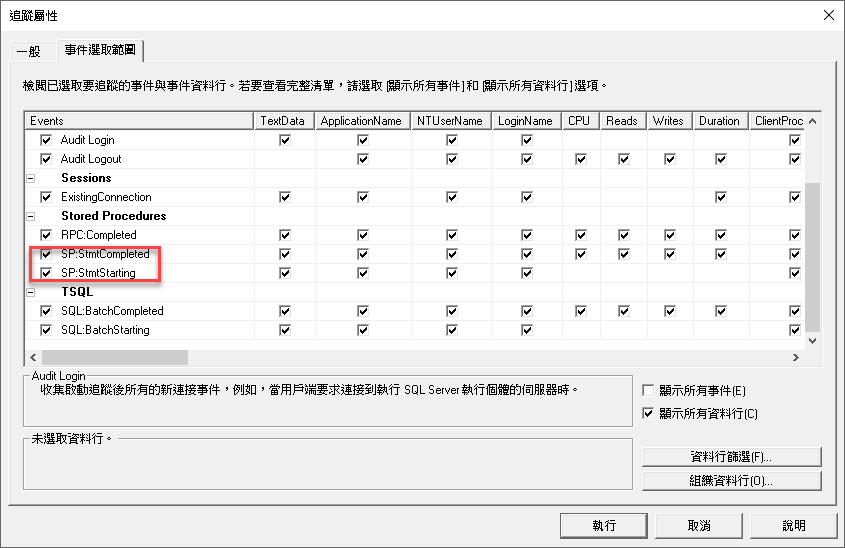 追蹤屬性
一般 事件選取範圍
檢閱已選取要追蹤的事件與事件資料行。若要查看完整清單，請選取 [顯示所有事件] 和 [顯示所有資料行] 選項。
Events TextData ApplicationName NTUserName LoginName CPU Reads Writes Duration ClientProc
Audit Login
Audit Logout
Sessions
ExistingConnection
Stored Procedures
RPC:Completed
SP:StmtCompleted
SP:StmtStarting
TSQL
SQL:BatchCompleted
SQL:BatchStarting
Audit Login
收集啟動追蹤後所有的新連接事件，例如，當用戶端要求連接到執行 SQL Server 執行個體的伺服器時。
顯示所有事件(E)
顯示所有資料行(C)
未選取資料行。
資料行篩選(F)...
組織資料行(O)...
執行 取消 說明